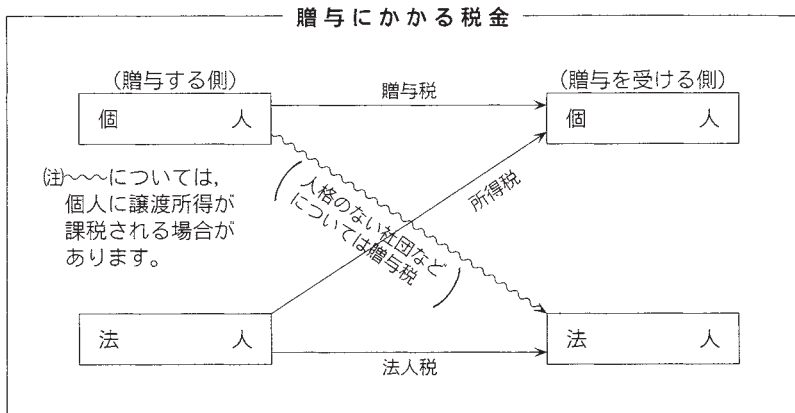 贈与にかかる税金
（贈与する側）
（贈与を受ける側）
個　人
贈与税
個　人
(注)〜〜〜については，
個人に譲渡所得が
課税される場合が
あります。
（人格のない社団など
については贈与税）
所得税
法　人
法人税
法　人